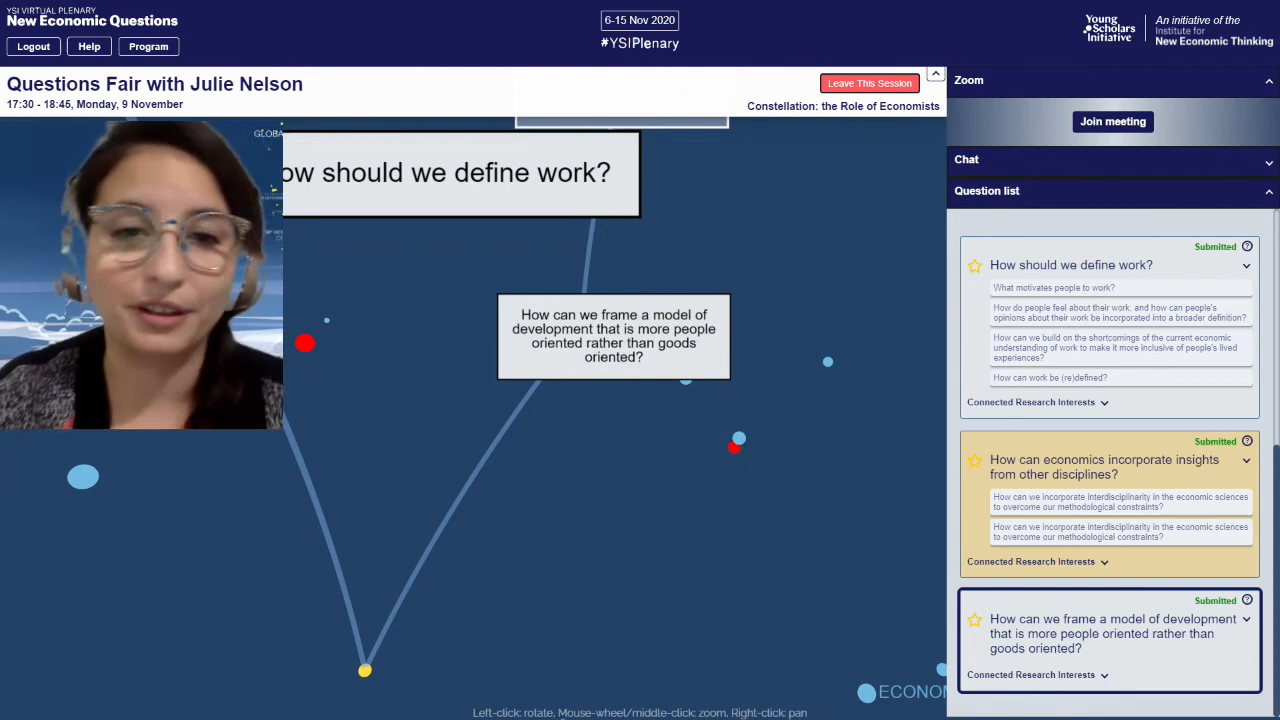 YSI VIRTUAL PLENARY
New Economic Questions
Logout
Help
Program
6-15 Nov 2020
#YSIPlenary
Young
Scholars
Initiative
An initiative of the
Institute for
New Economic Thinking
Questions Fair with Julie Nelson
17:30 - 18:45, Monday, 9 November
Leave This Session
Constellation: the Role of Economists
GLOBA
ow should we define work?
How can we frame a model of
development that is more people
oriented rather than goods
oriented?
ECONO
Left-click: rotate, Mouse-wheel/middle-click: zoom, Right-click: pan
Zoom
Join meeting
Chat
Question list
Submitted
How should we define work?
What motivates people to work?
How do people feel about their work, and how can people's
opinions about their work be incorporated into a broader definition?
How can we build on the shortcomings of the current economic
understanding of work to make it more inclusive of people's lived
experiences?
How can work be (re)defined?
Connected Research Interests
Submitted
How can economics incorporate insights
from other disciplines?
How can we incorporate interdisciplinarity in the economic sciences
to overcome our methodological constraints?
How can we incorporate interdisciplinarity in the economic sciences
to overcome our methodological constraints?
Connected Research Interests
Submitted
How can we frame a model of development
that is more people oriented rather than
goods oriented?
Connected Research Interests